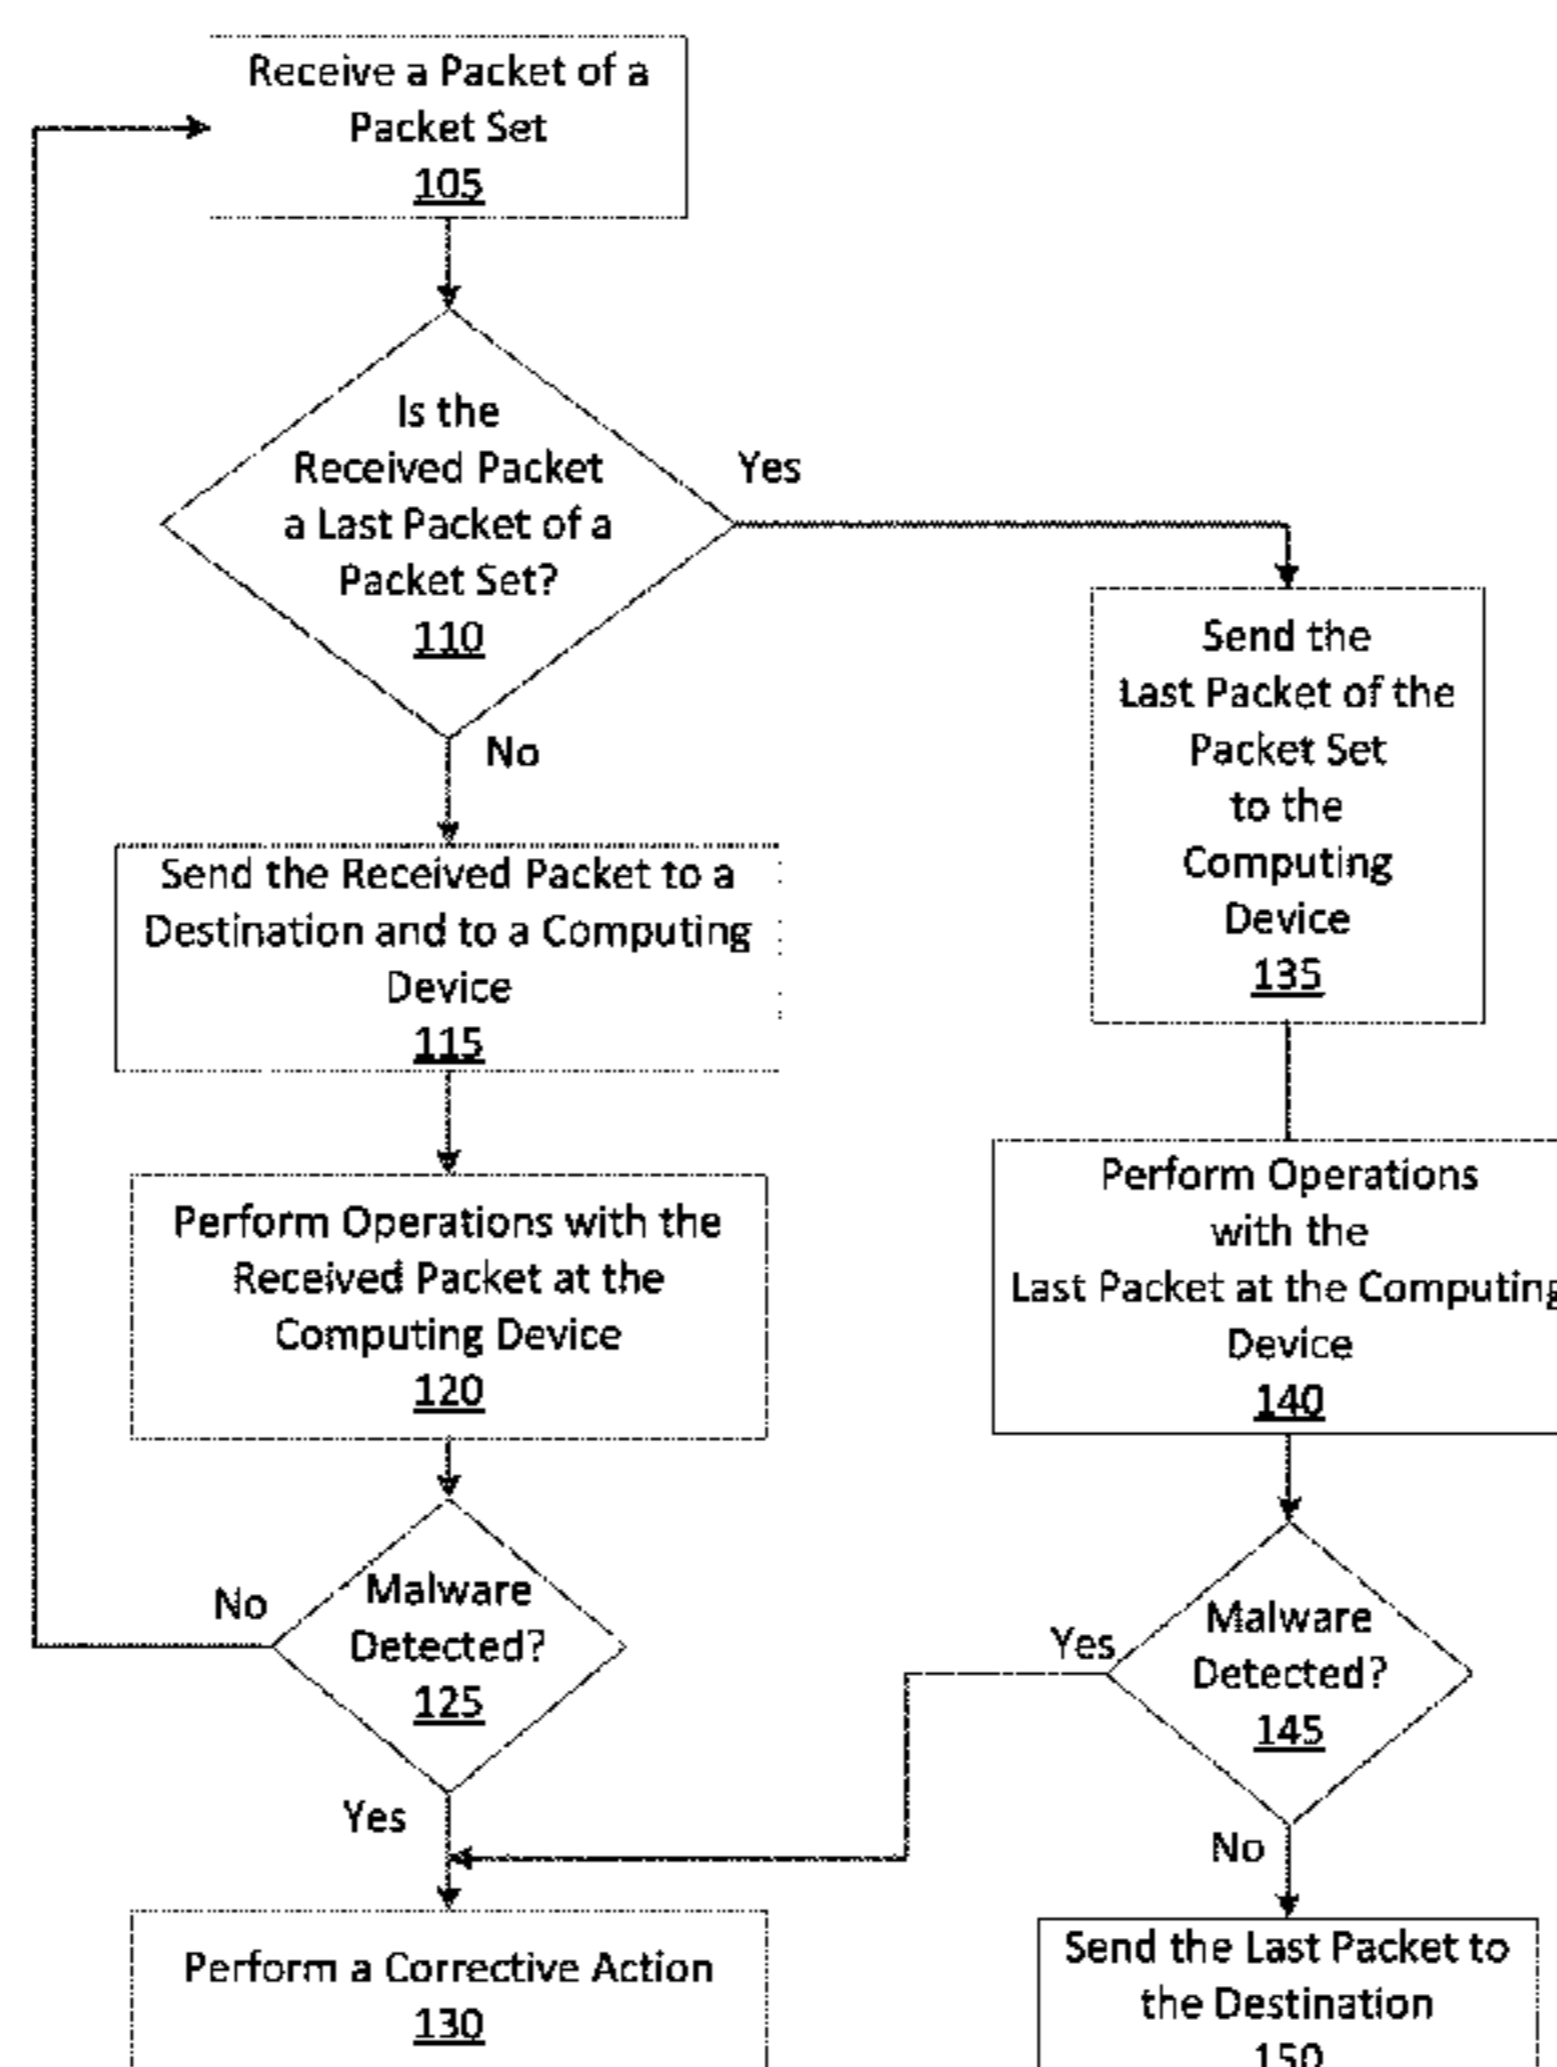 Receive a Packet of a
Packet Set
105
Is the
Received Packet
a Last Packet of a
Packet Set?
110
Yes
No
Send the Received Packet to a
Destination and to a Computing
Device
115
Perform Operations with the
Received Packet at the
Computing Device
120
Malware
Detected?
125
No
Yes
Perform a Corrective Action
130
Send the
Last Packet of the
Packet Set
to the
Computing
Device
135
Perform Operations
with the
Last Packet at the Computing
Device
140
Malware
Detected?
145
Yes
No
Send the Last Packet to
the Destination
150